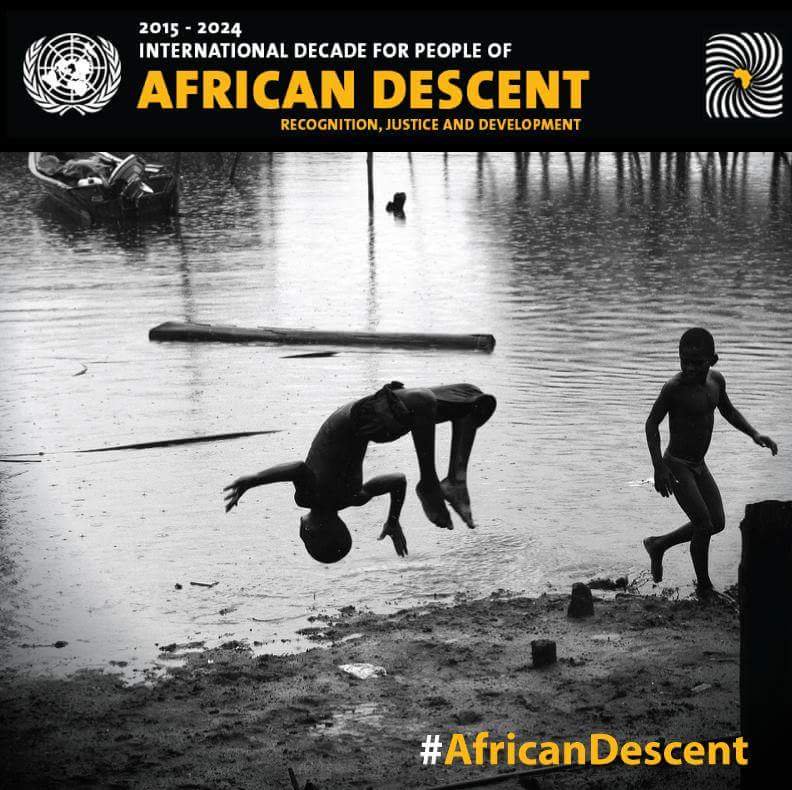 2015 - 2024
INTERNATIONAL DECADE FOR PEOPLE OF
AFRICAN DESCENT
RECOGNITION, JUSTICE AND DEVELOPMENT
#AfricanDescent